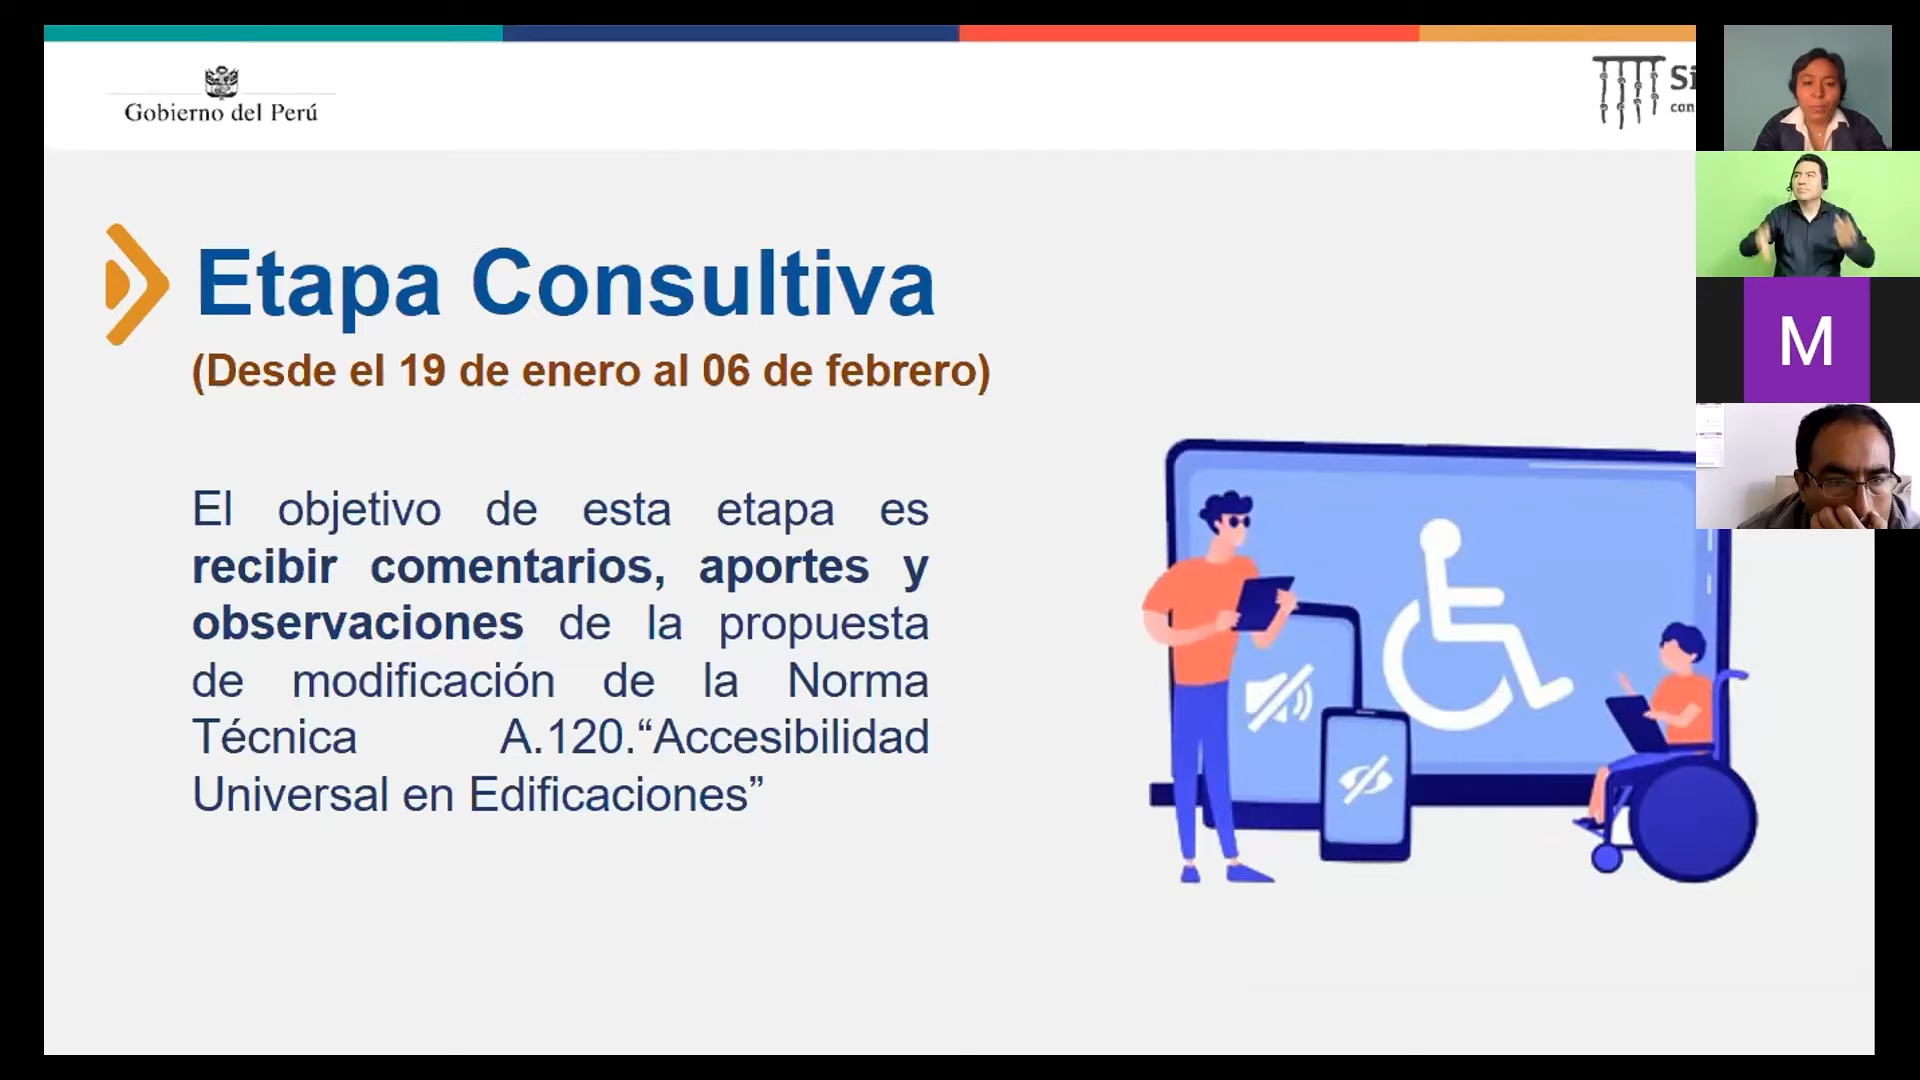 Gobierno del Perú
Etapa Consultiva
(Desde el 19 de enero al 06 de febrero)
El objetivo de esta etapa es
recibir comentarios, aportes y
observaciones de la propuesta
de modificación de la Norma
Técnica A.120.“Accesibilidad
Universal en Edificaciones”
M